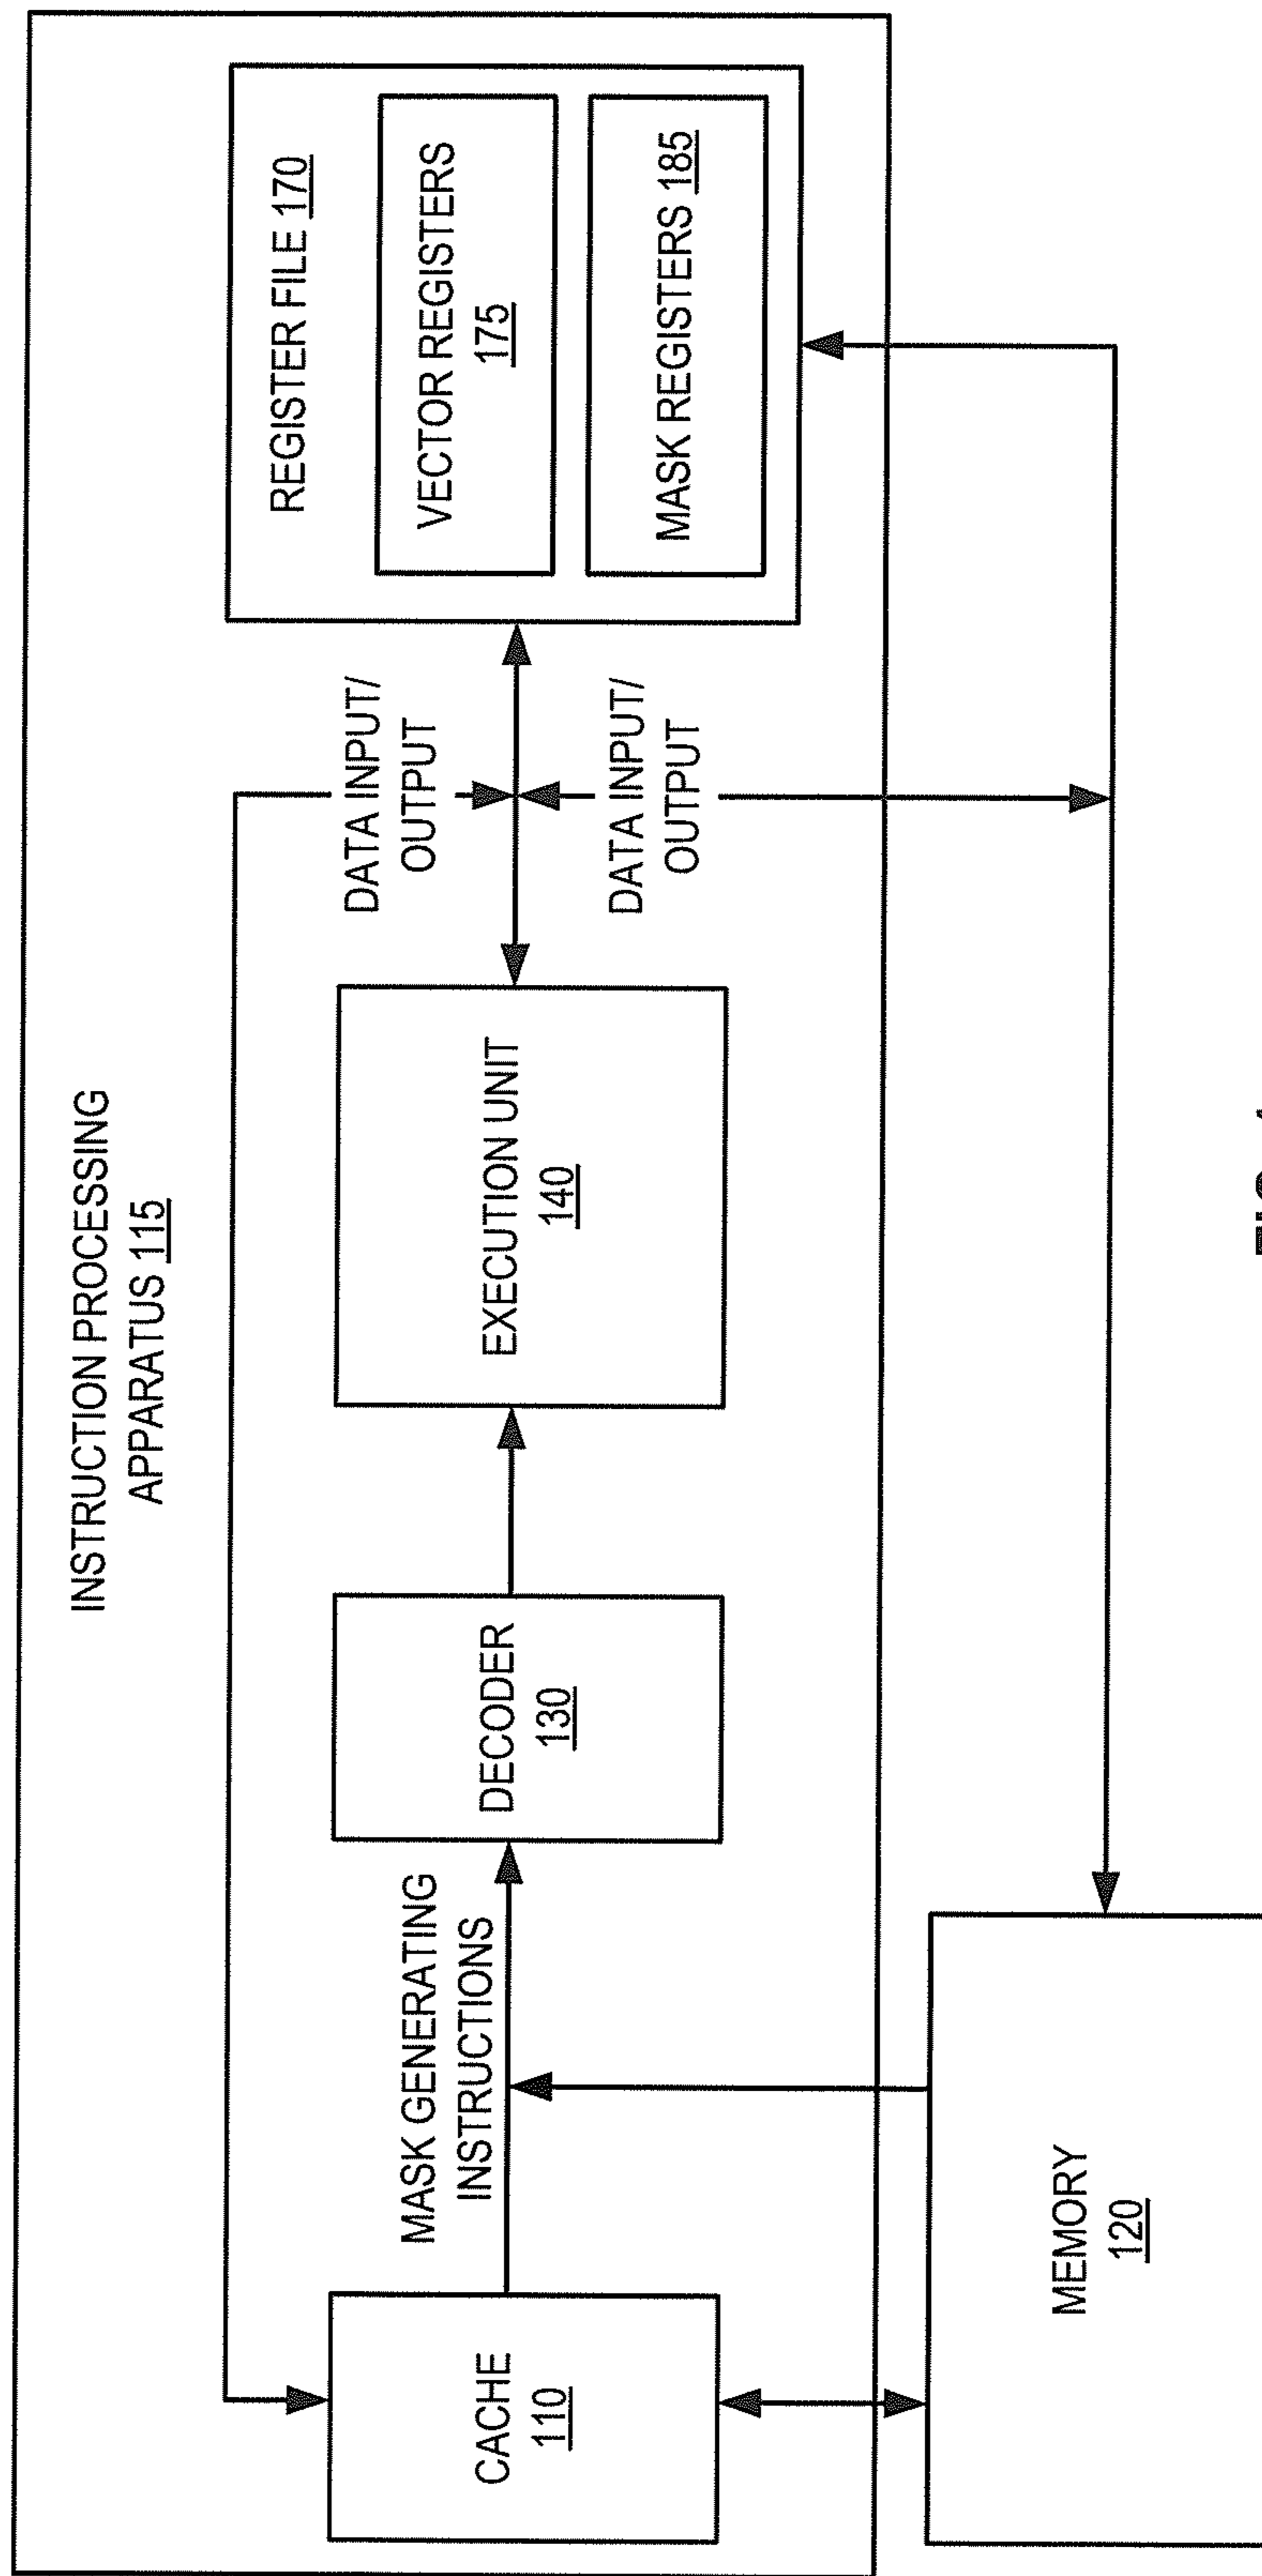 INSTRUCTION PROCESSING
APPARATUS 115
REGISTER FILE 170
VECTOR REGISTERS
175
MASK REGISTERS 185
DATA INPUT/
OUTPUT
DATA INPUT/
OUTPUT
EXECUTION UNIT
140
DECODER
130
MASK GENERATING
INSTRUCTIONS
CACHE
110
MEMORY
120